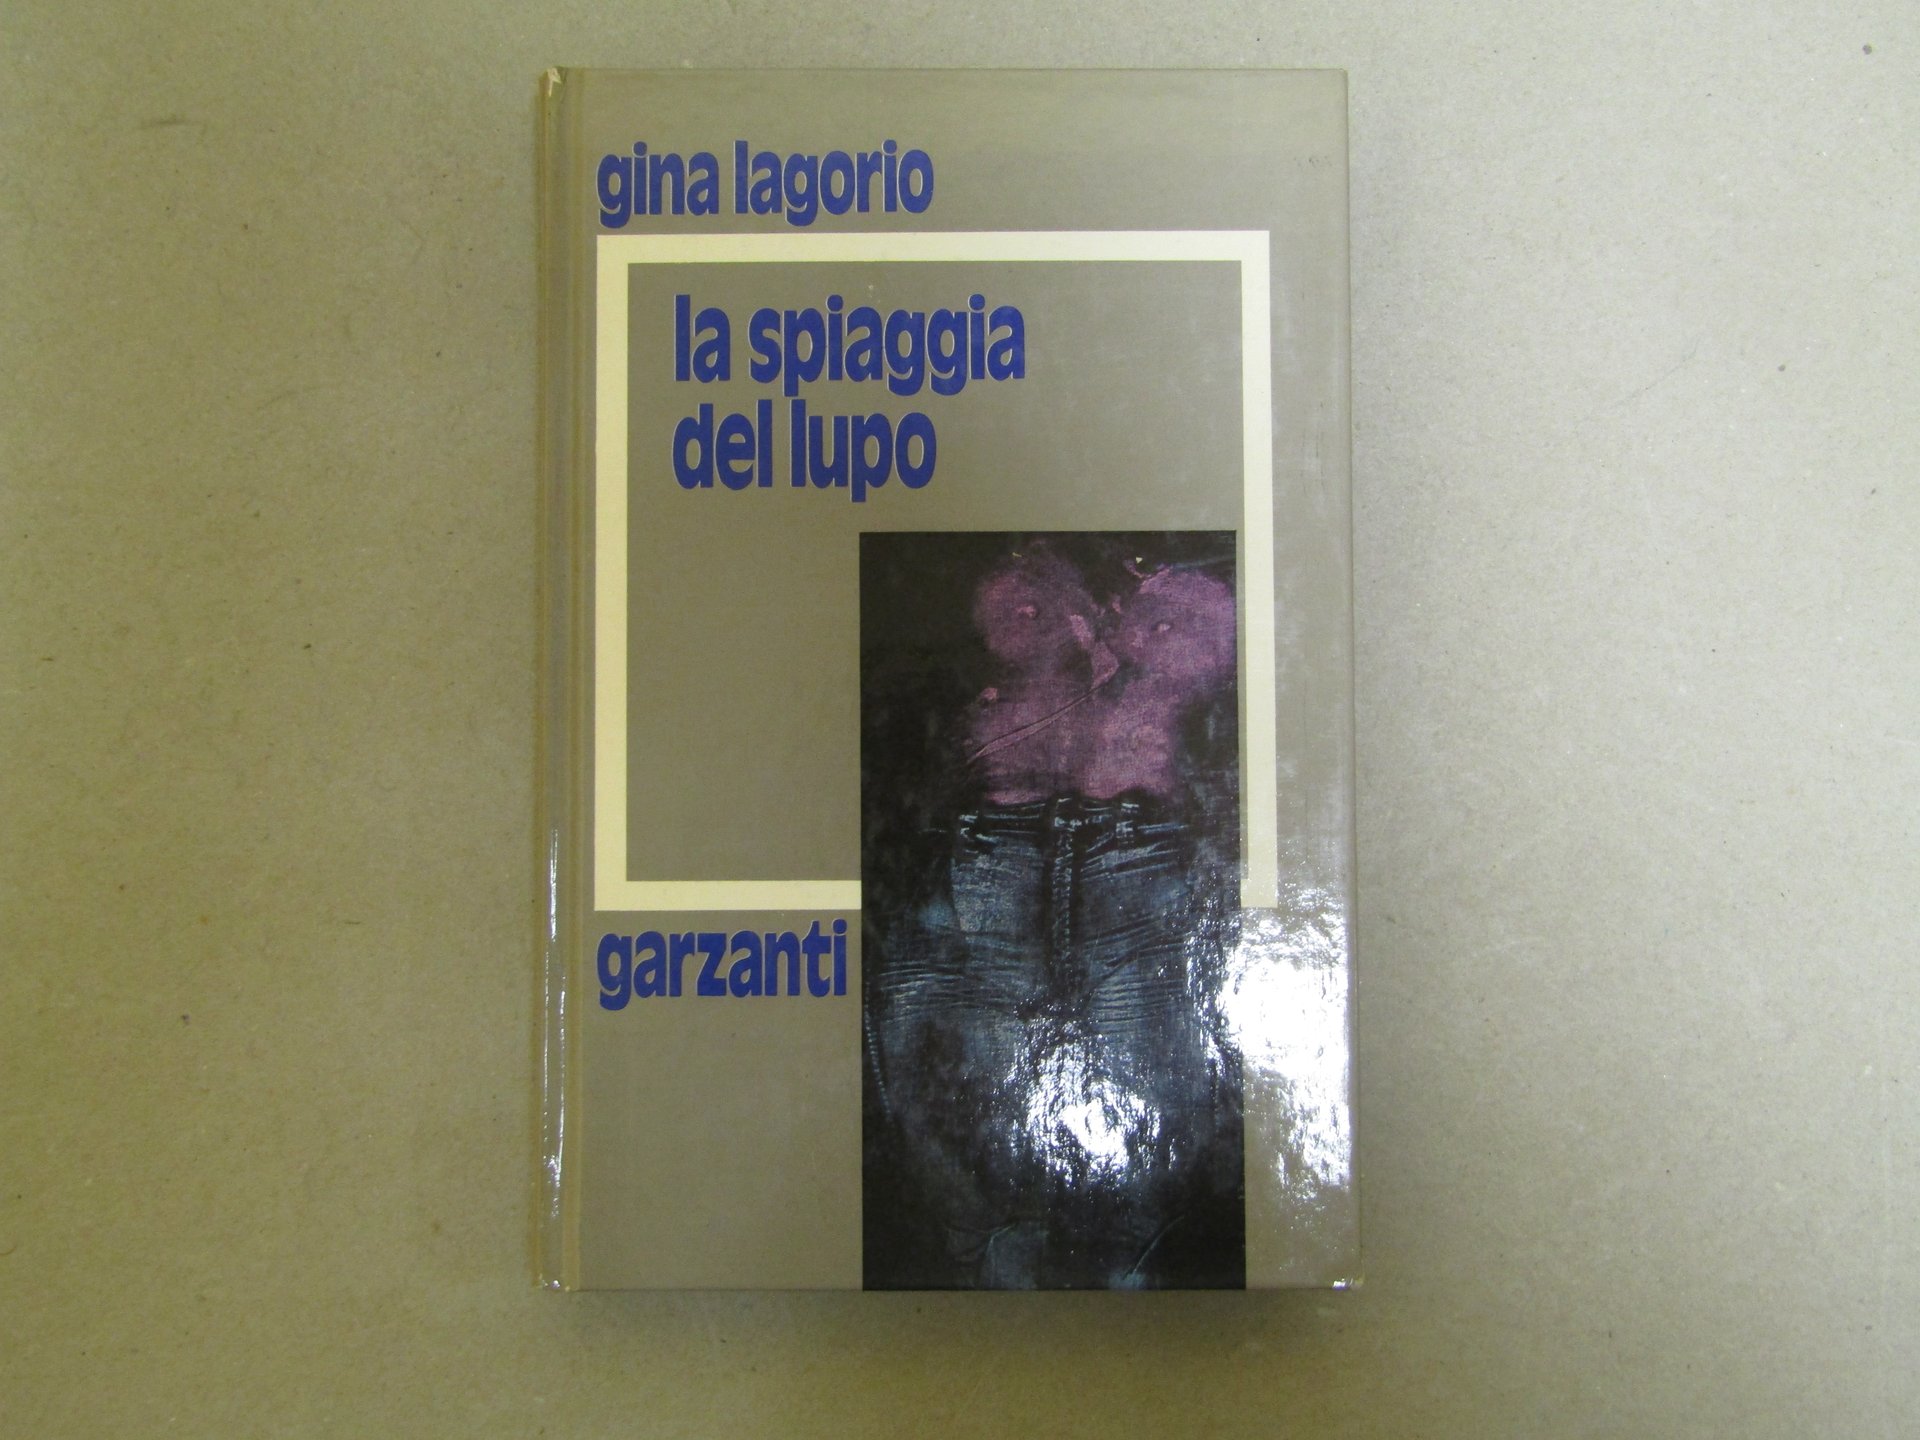 gina lagorio
la spiaggia
del lupo
garzanti